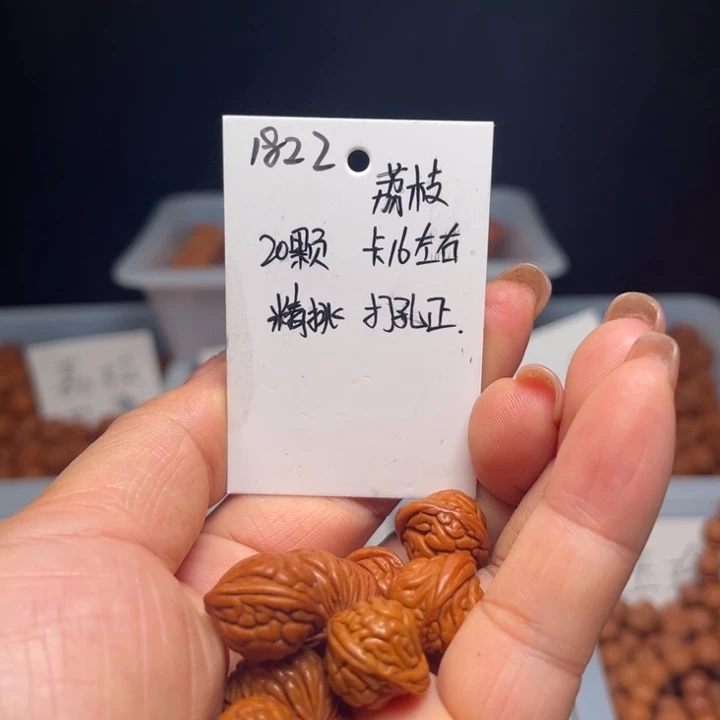 1822
荔枝
20颗 卡16左右
精挑 打孔正.